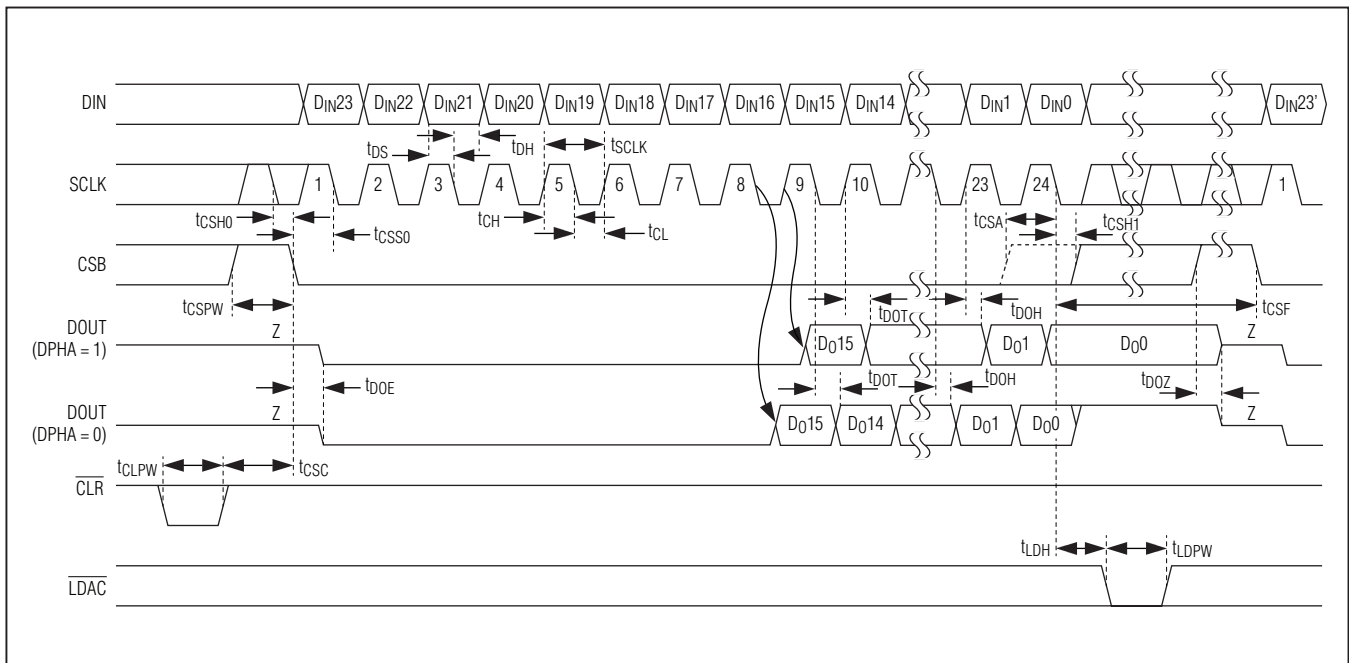 DIN DIN23 DIN22 DIN21 DIN20 DIN19 DIN18 DIN17 DIN16 DIN15 DIN14 DIN1 DIN0 DIN23'
tDS tDH tSCLK
SCLK 1 2 3 4 5 6 7 8 9 10 23 24 1
tCSH0 tCSS0 tCH tCL tCSA tCSH1
CSB
tCSPW tDOT tDOH tCSF
DOUT (DPHA = 1) Z DO15 DO1 DO0 Z
tDOE tDOT tDOH tDOZ
DOUT (DPHA = 0) Z DO15 DO14 DO1 DO0 Z
tCLPW tCSC
CLR
tLDH tLDPW
LDAC